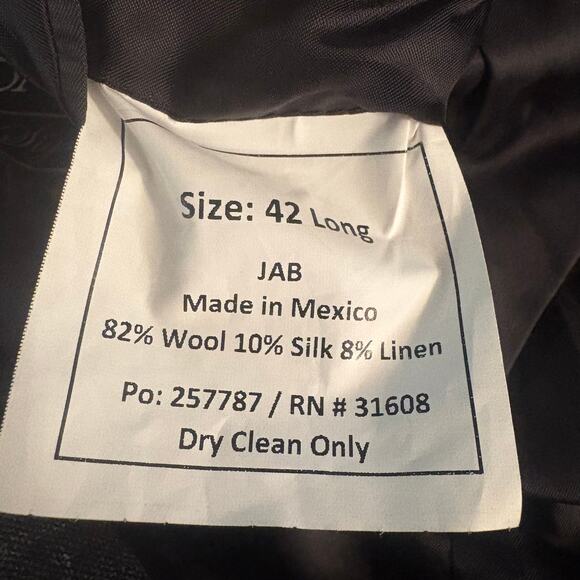 Size: 42 Long
JAB
Made in Mexico
82% Wool 10% Silk 8% Linen
Po: 257787 / RN # 31608
Dry Clean Only